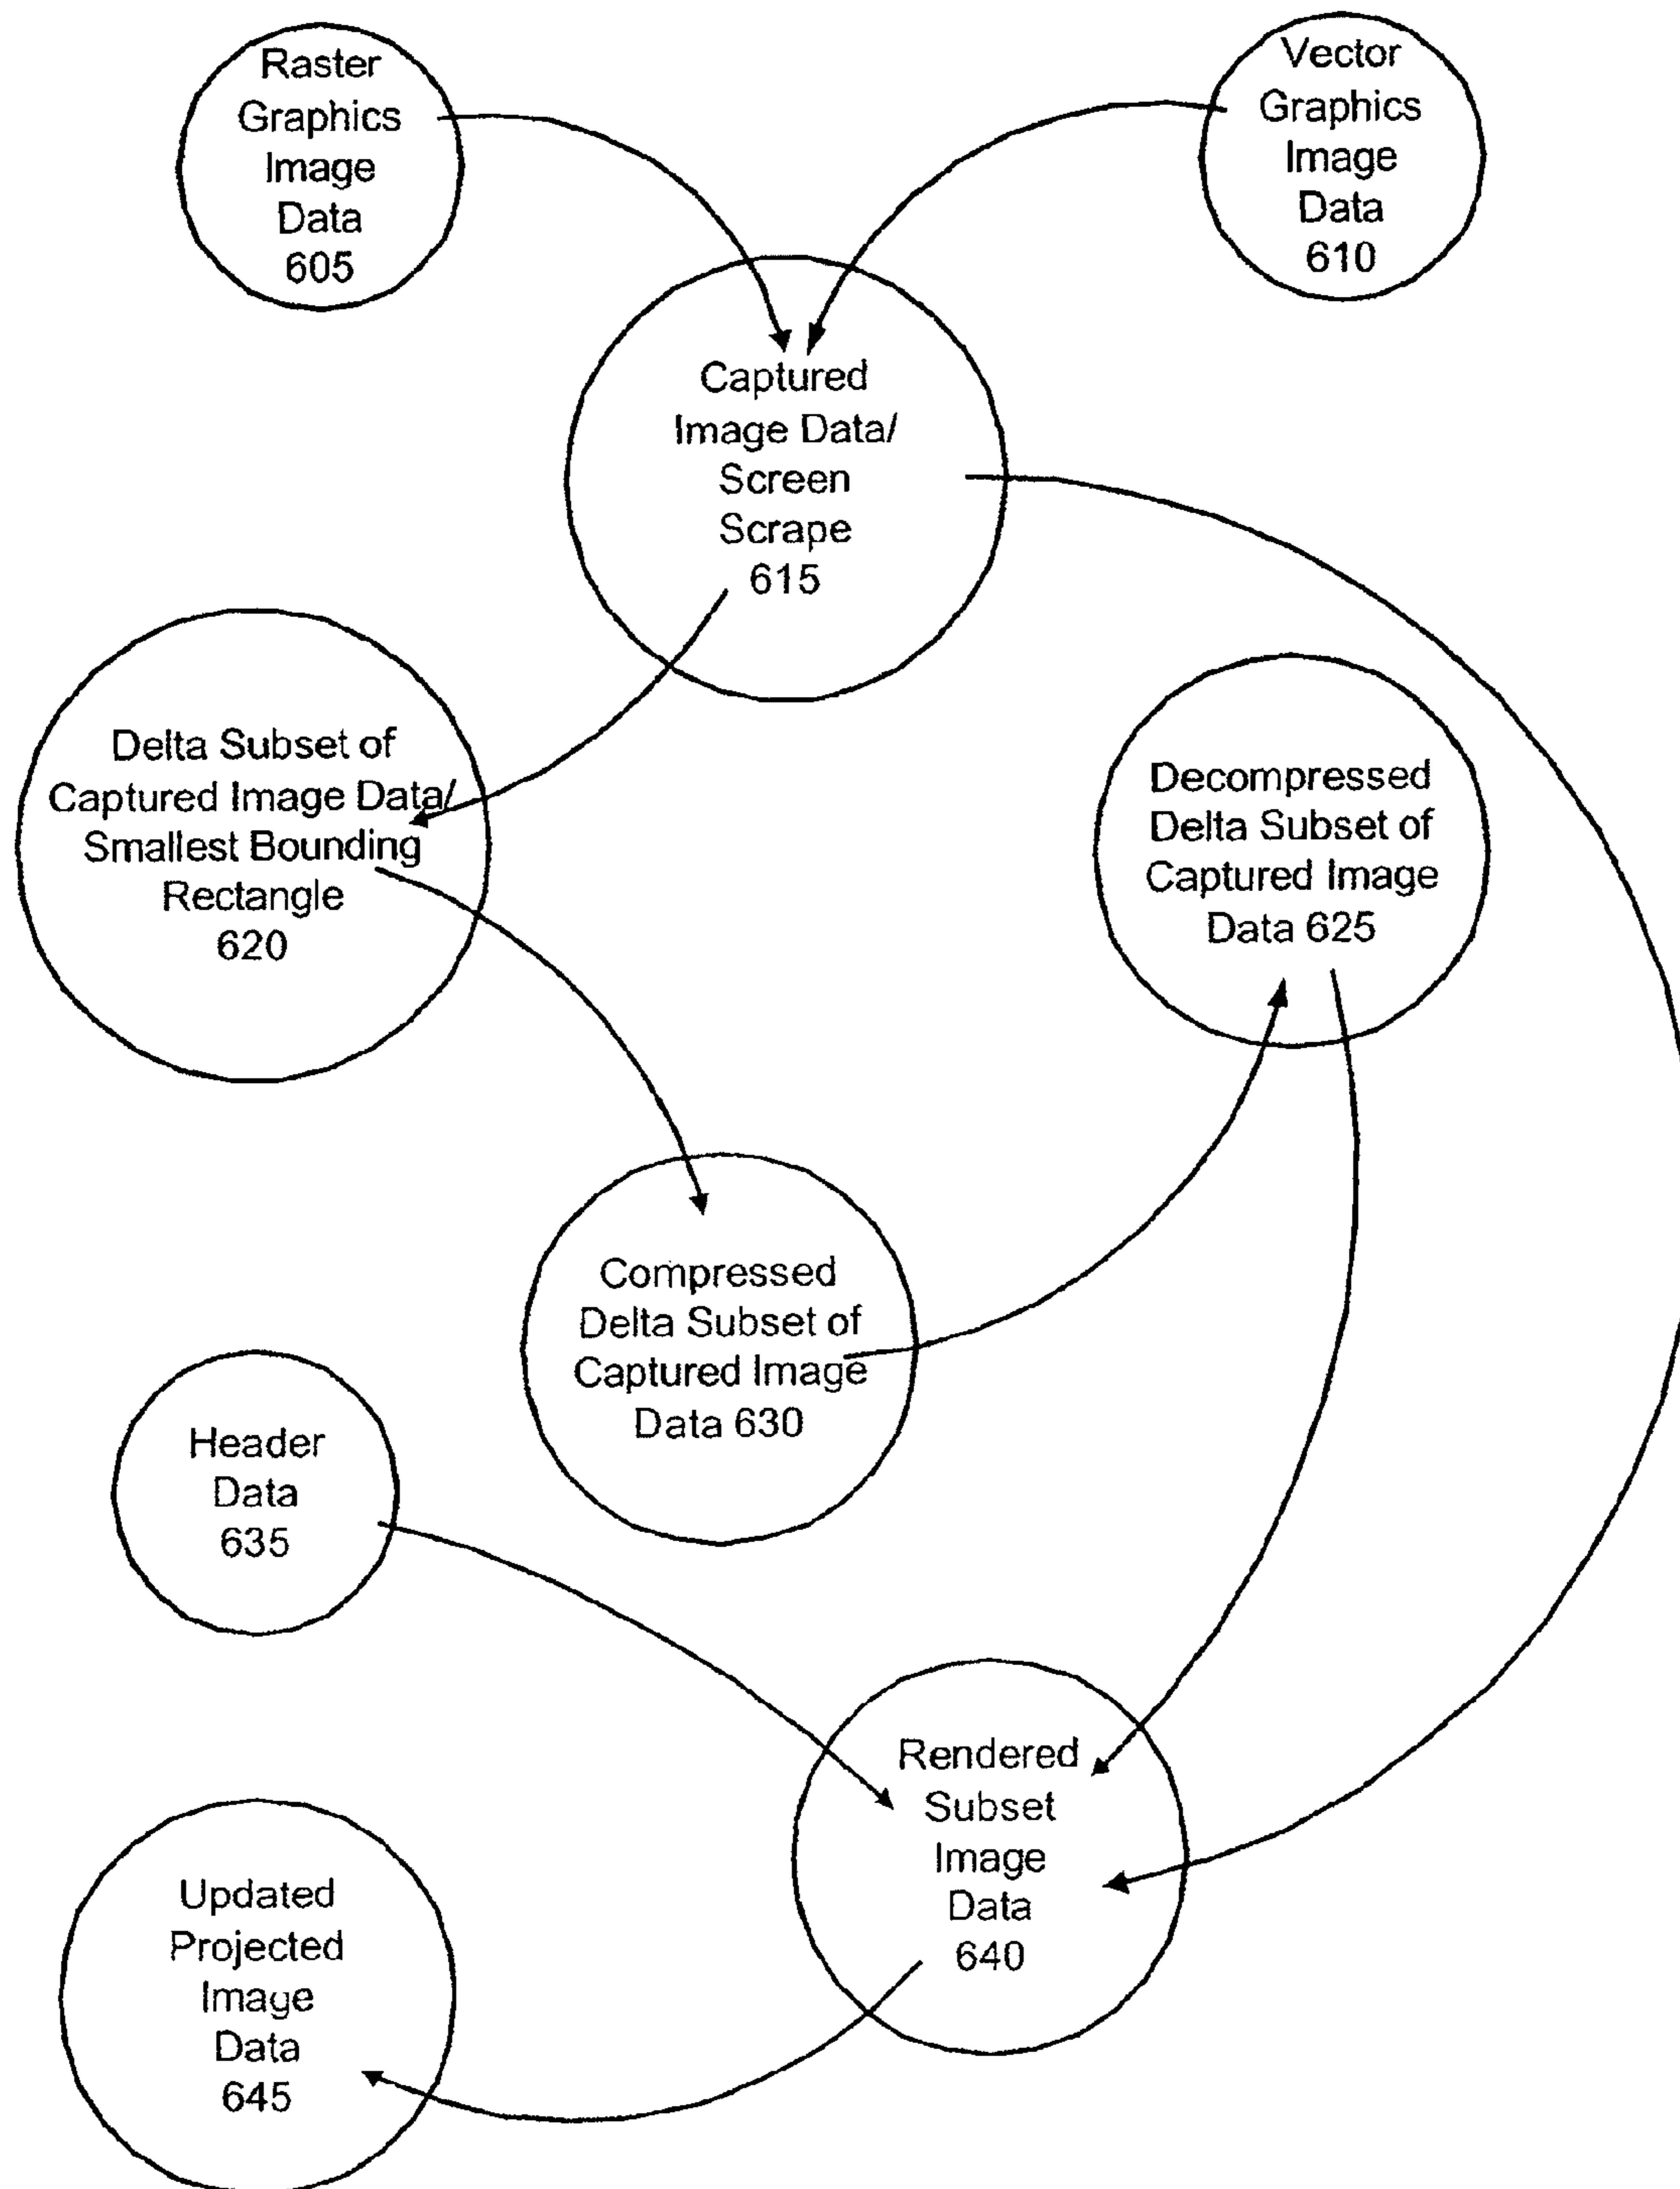 Raster
Graphics
Image
Data
605
Vector
Graphics
Image
Data
610
Captured
Image Data/
Screen
Scrape
615
Delta Subset of
Captured Image Data/
Smallest Bounding
Rectangle
620
Decompressed
Delta Subset of
Captured Image
Data 625
Compressed
Delta Subset of
Captured Image
Data 630
Header
Data
635
Rendered
Subset
Image
Data
640
Updated
Projected
Image
Data
645